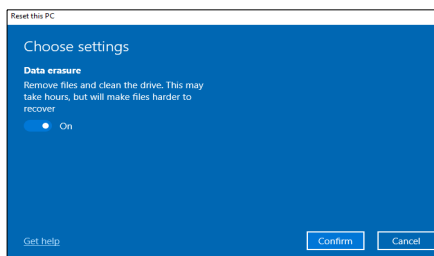 Reset this PC
Choose settings
Data erasure
Remove files and clean the drive. This may
take hours, but will make files harder to
recover
On
Get help
Confirm
Cancel